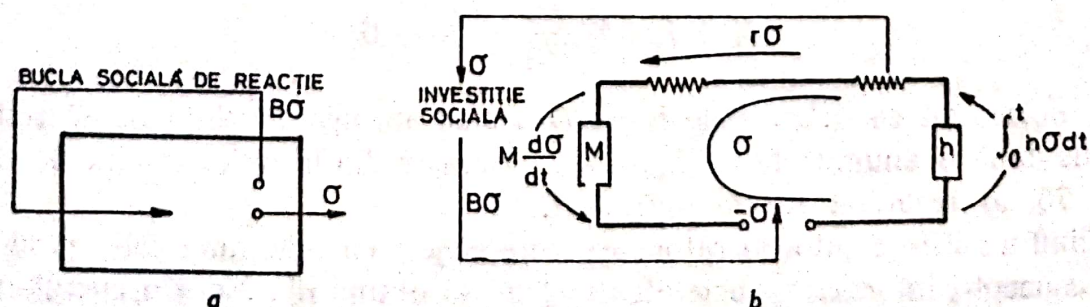 BUCLA SOCIALĂ DE REACȚIE
Bσ
σ
a
σ
INVESTIȚIE
SOCIALĂ
Bσ
rσ
M dσ/dt
M
σ
h
∫₀ᵗ hσdt
-σ
b